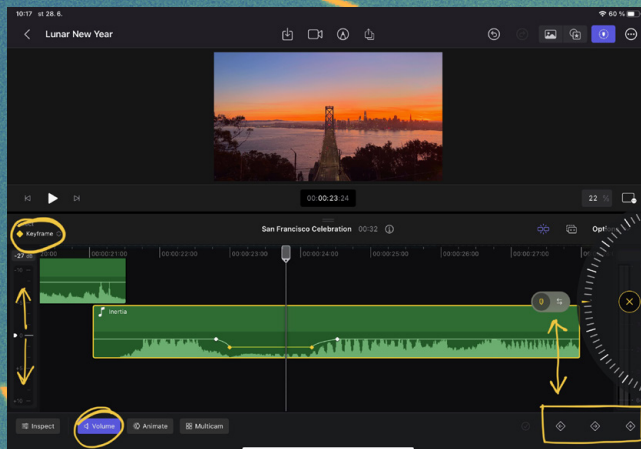 10:17 st 28. 6.
60 %
Lunar New Year
00:00:23:24
22 %
Keyframe
San Francisco Celebration 00:32
-27
00:00:21:00 00:00:22:00 00:00:23:00 00:00:24:00 00:00:25:00 00:00:26:00 00:00:27:00
Inertia
Inspect
Volume
Animate
Multicam